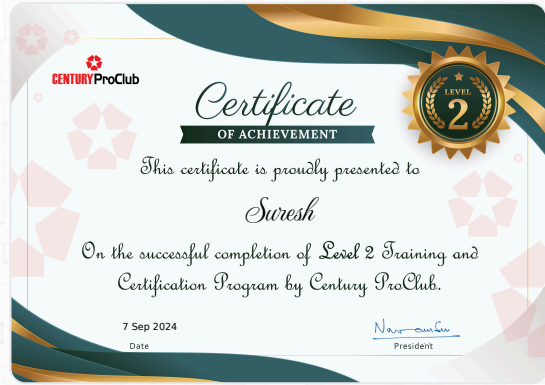 CENTURY ProClub
Certificate
OF ACHIEVEMENT
LEVEL
2
This certificate is proudly presented to
Suresh
On the successful completion of Level 2 Training and
Certification Program by Century ProClub.
7 Sep 2024
Date
President